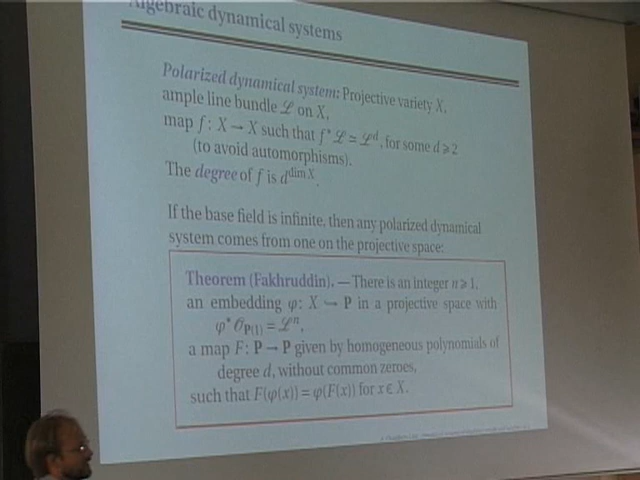 Algebraic dynamical systems
Polarized dynamical system: Projective variety X,
ample line bundle ℒ on X,
map f : X → X such that f*ℒ ≃ ℒ^d, for some d ⩾ 2
(to avoid automorphisms).
The degree of f is d^{dim X}.
If the base field is infinite, then any polarized dynamical
system comes from one on the projective space:
Theorem (Fakhruddin). — There is an integer n ⩾ 1,
an embedding φ: X ↪ P in a projective space with
φ*𝒪_{P(1)} = ℒ^n,
a map F: P → P given by homogeneous polynomials of
degree d, without common zeroes,
such that F(φ(x)) = φ(F(x)) for x ∈ X.